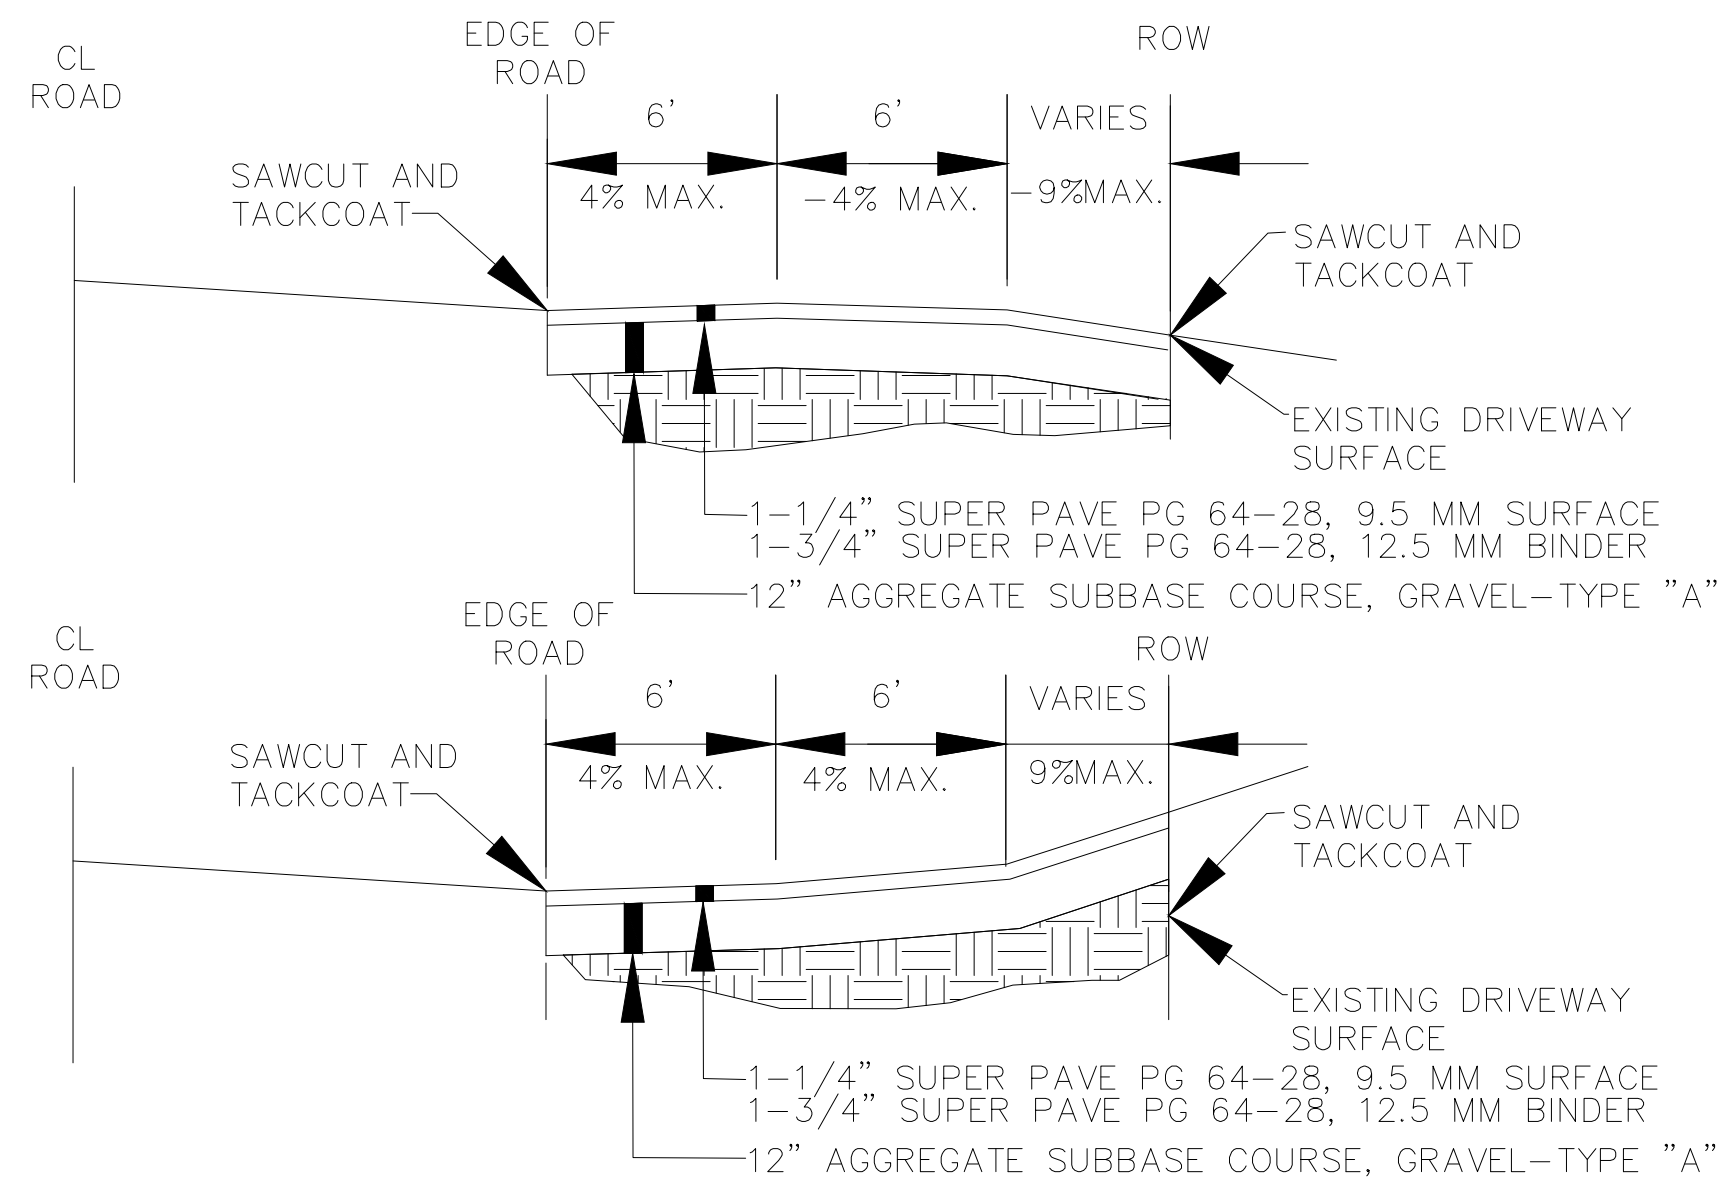 CL
ROAD
EDGE OF
ROAD
ROW
6'
6'
VARIES
4% MAX.
-4% MAX.
-9%MAX.
SAWCUT AND
TACKCOAT
SAWCUT AND
TACKCOAT
EXISTING DRIVEWAY
SURFACE
1-1/4" SUPER PAVE PG 64-28, 9.5 MM SURFACE
1-3/4" SUPER PAVE PG 64-28, 12.5 MM BINDER
12" AGGREGATE SUBBASE COURSE, GRAVEL-TYPE "A"
CL
ROAD
EDGE OF
ROAD
ROW
6'
6'
VARIES
4% MAX.
4% MAX.
9%MAX.
SAWCUT AND
TACKCOAT
SAWCUT AND
TACKCOAT
EXISTING DRIVEWAY
SURFACE
1-1/4" SUPER PAVE PG 64-28, 9.5 MM SURFACE
1-3/4" SUPER PAVE PG 64-28, 12.5 MM BINDER
12" AGGREGATE SUBBASE COURSE, GRAVEL-TYPE "A"